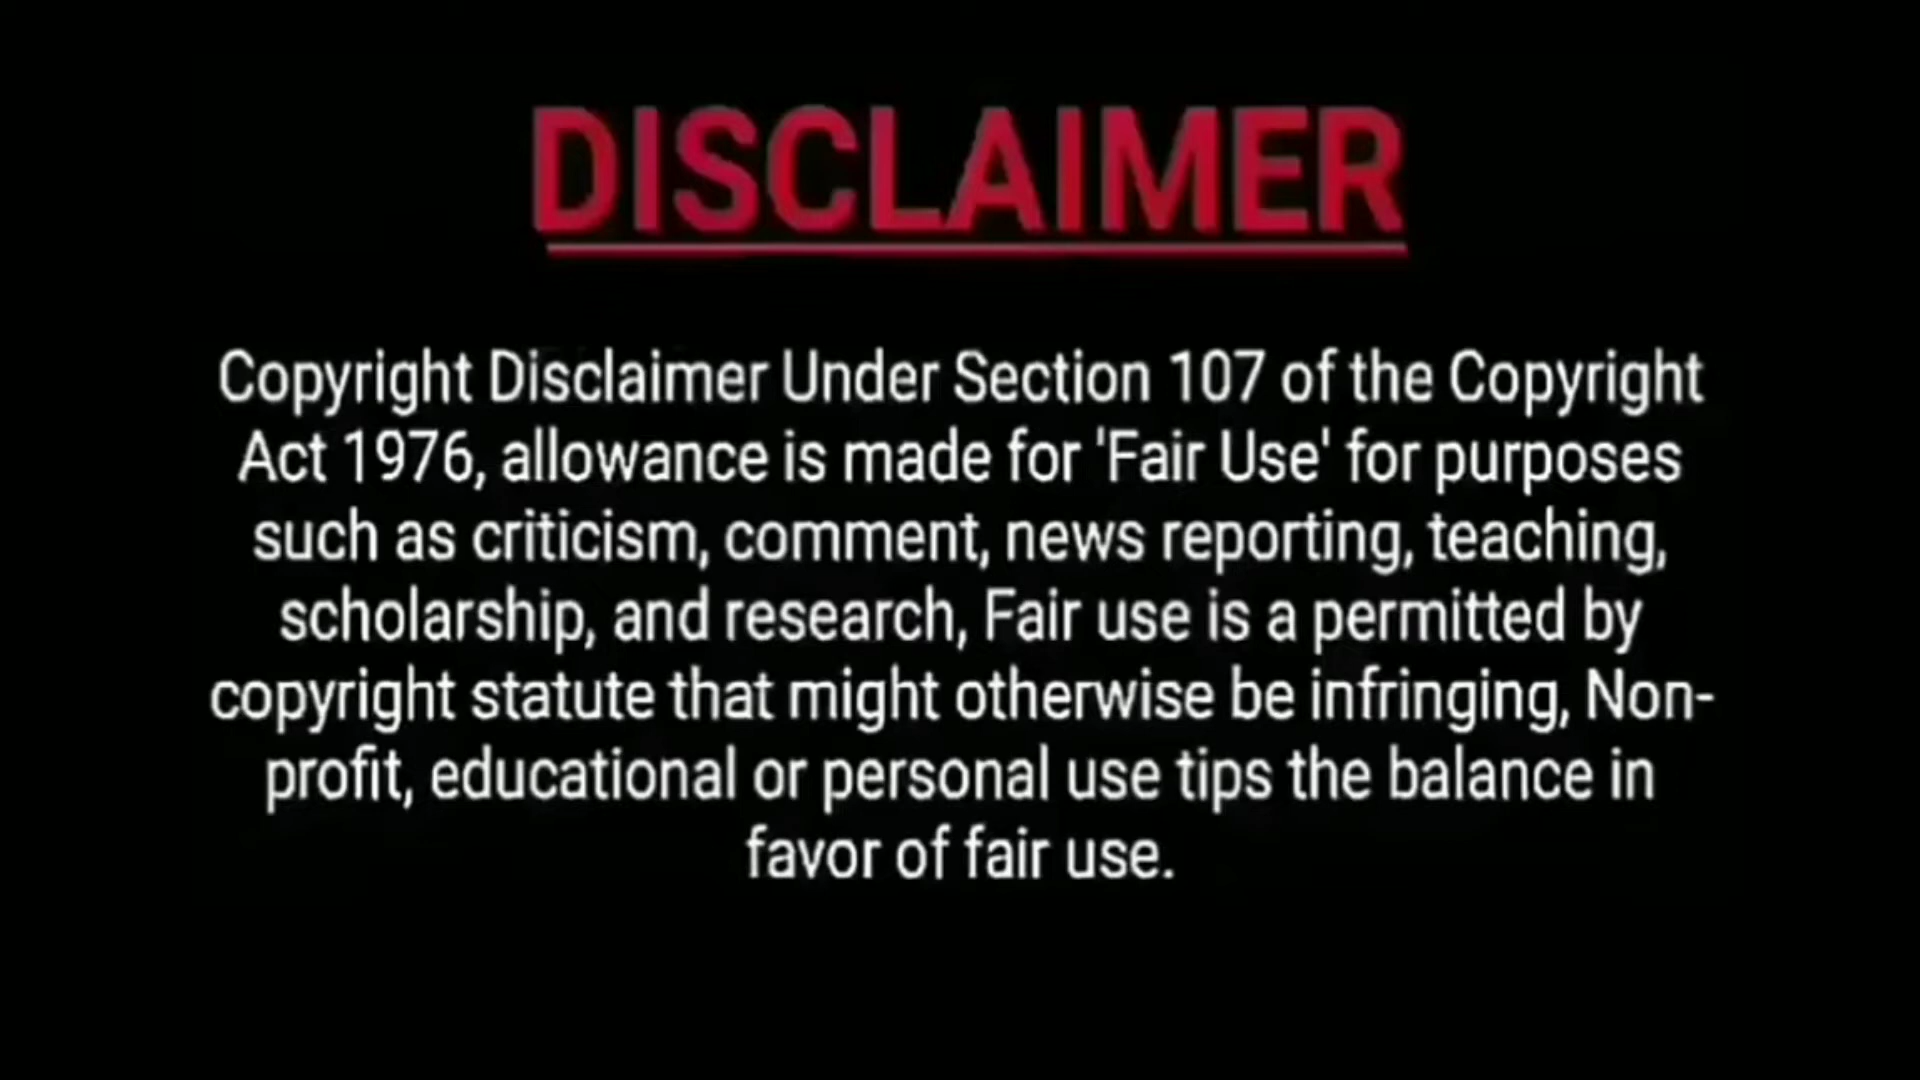 DISCLAIMER
Copyright Disclaimer Under Section 107 of the Copyright
Act 1976, allowance is made for 'Fair Use' for purposes
such as criticism, comment, news reporting, teaching,
scholarship, and research, Fair use is a permitted by
copyright statute that might otherwise be infringing, Non-
profit, educational or personal use tips the balance in
favor of fair use.